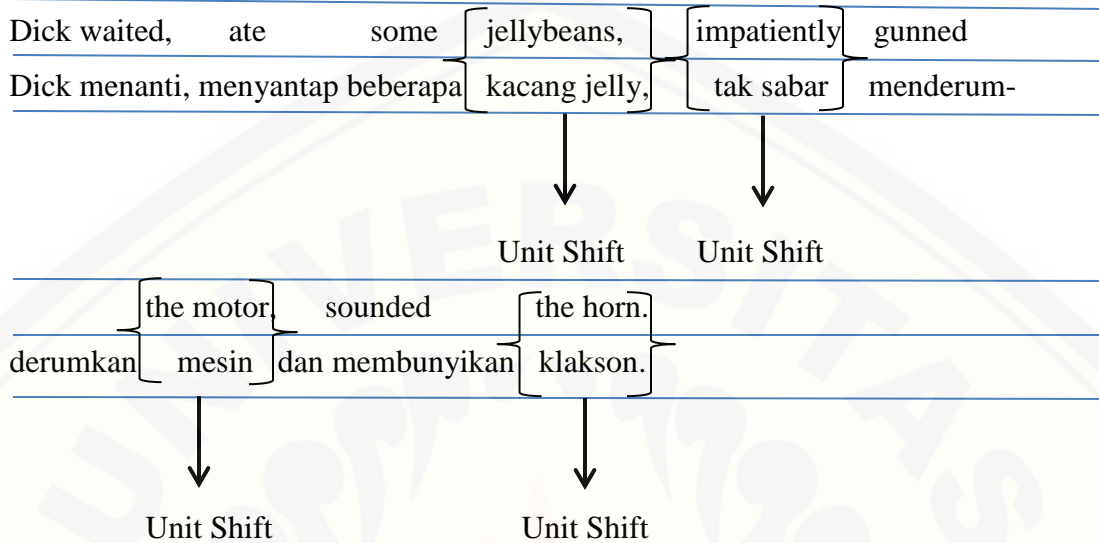 Dick waited, ate some jellybeans, impatiently gunned
Dick menanti, menyantap beberapa kacang jelly, tak sabar menderum-
Unit Shift Unit Shift
the motor, sounded the horn.
derumkan mesin dan membunyikan klakson.
Unit Shift Unit Shift
UNIVERSITAS